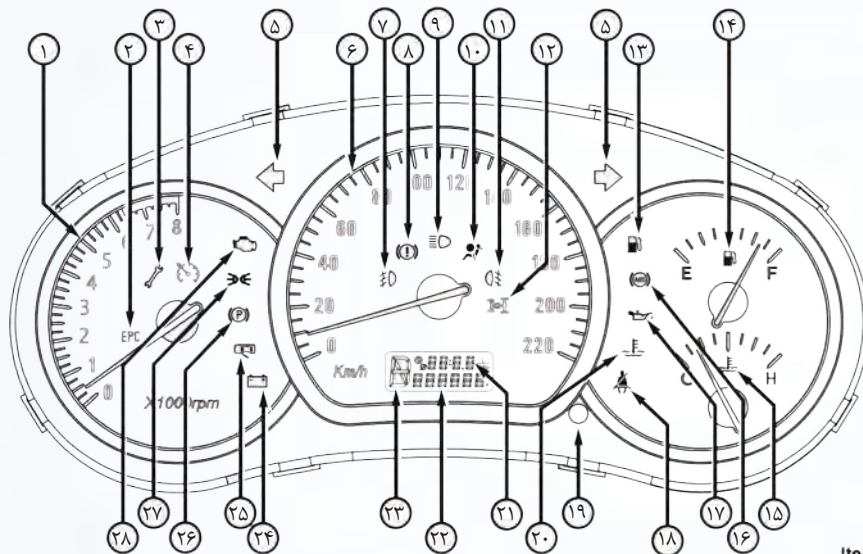 ۱ ۲ ۳ ۴ ۵ ۶ ۷ ۸ ۹ ۱۰ ۱۱ ۱۲ ۵ ۱۳ ۱۴
0 1 2 3 4 5 6 7 8
EPC
X1000rpm
P
0 20 40 60 80 100 120 140 160 180 200 220
Km/h
ABS
E F
C H
۲۸ ۲۷ ۲۶ ۲۵ ۲۴ ۲۳ ۲۲ ۲۱ ۲۰ ۱۹ ۱۸ ۱۷ ۱۶ ۱۵